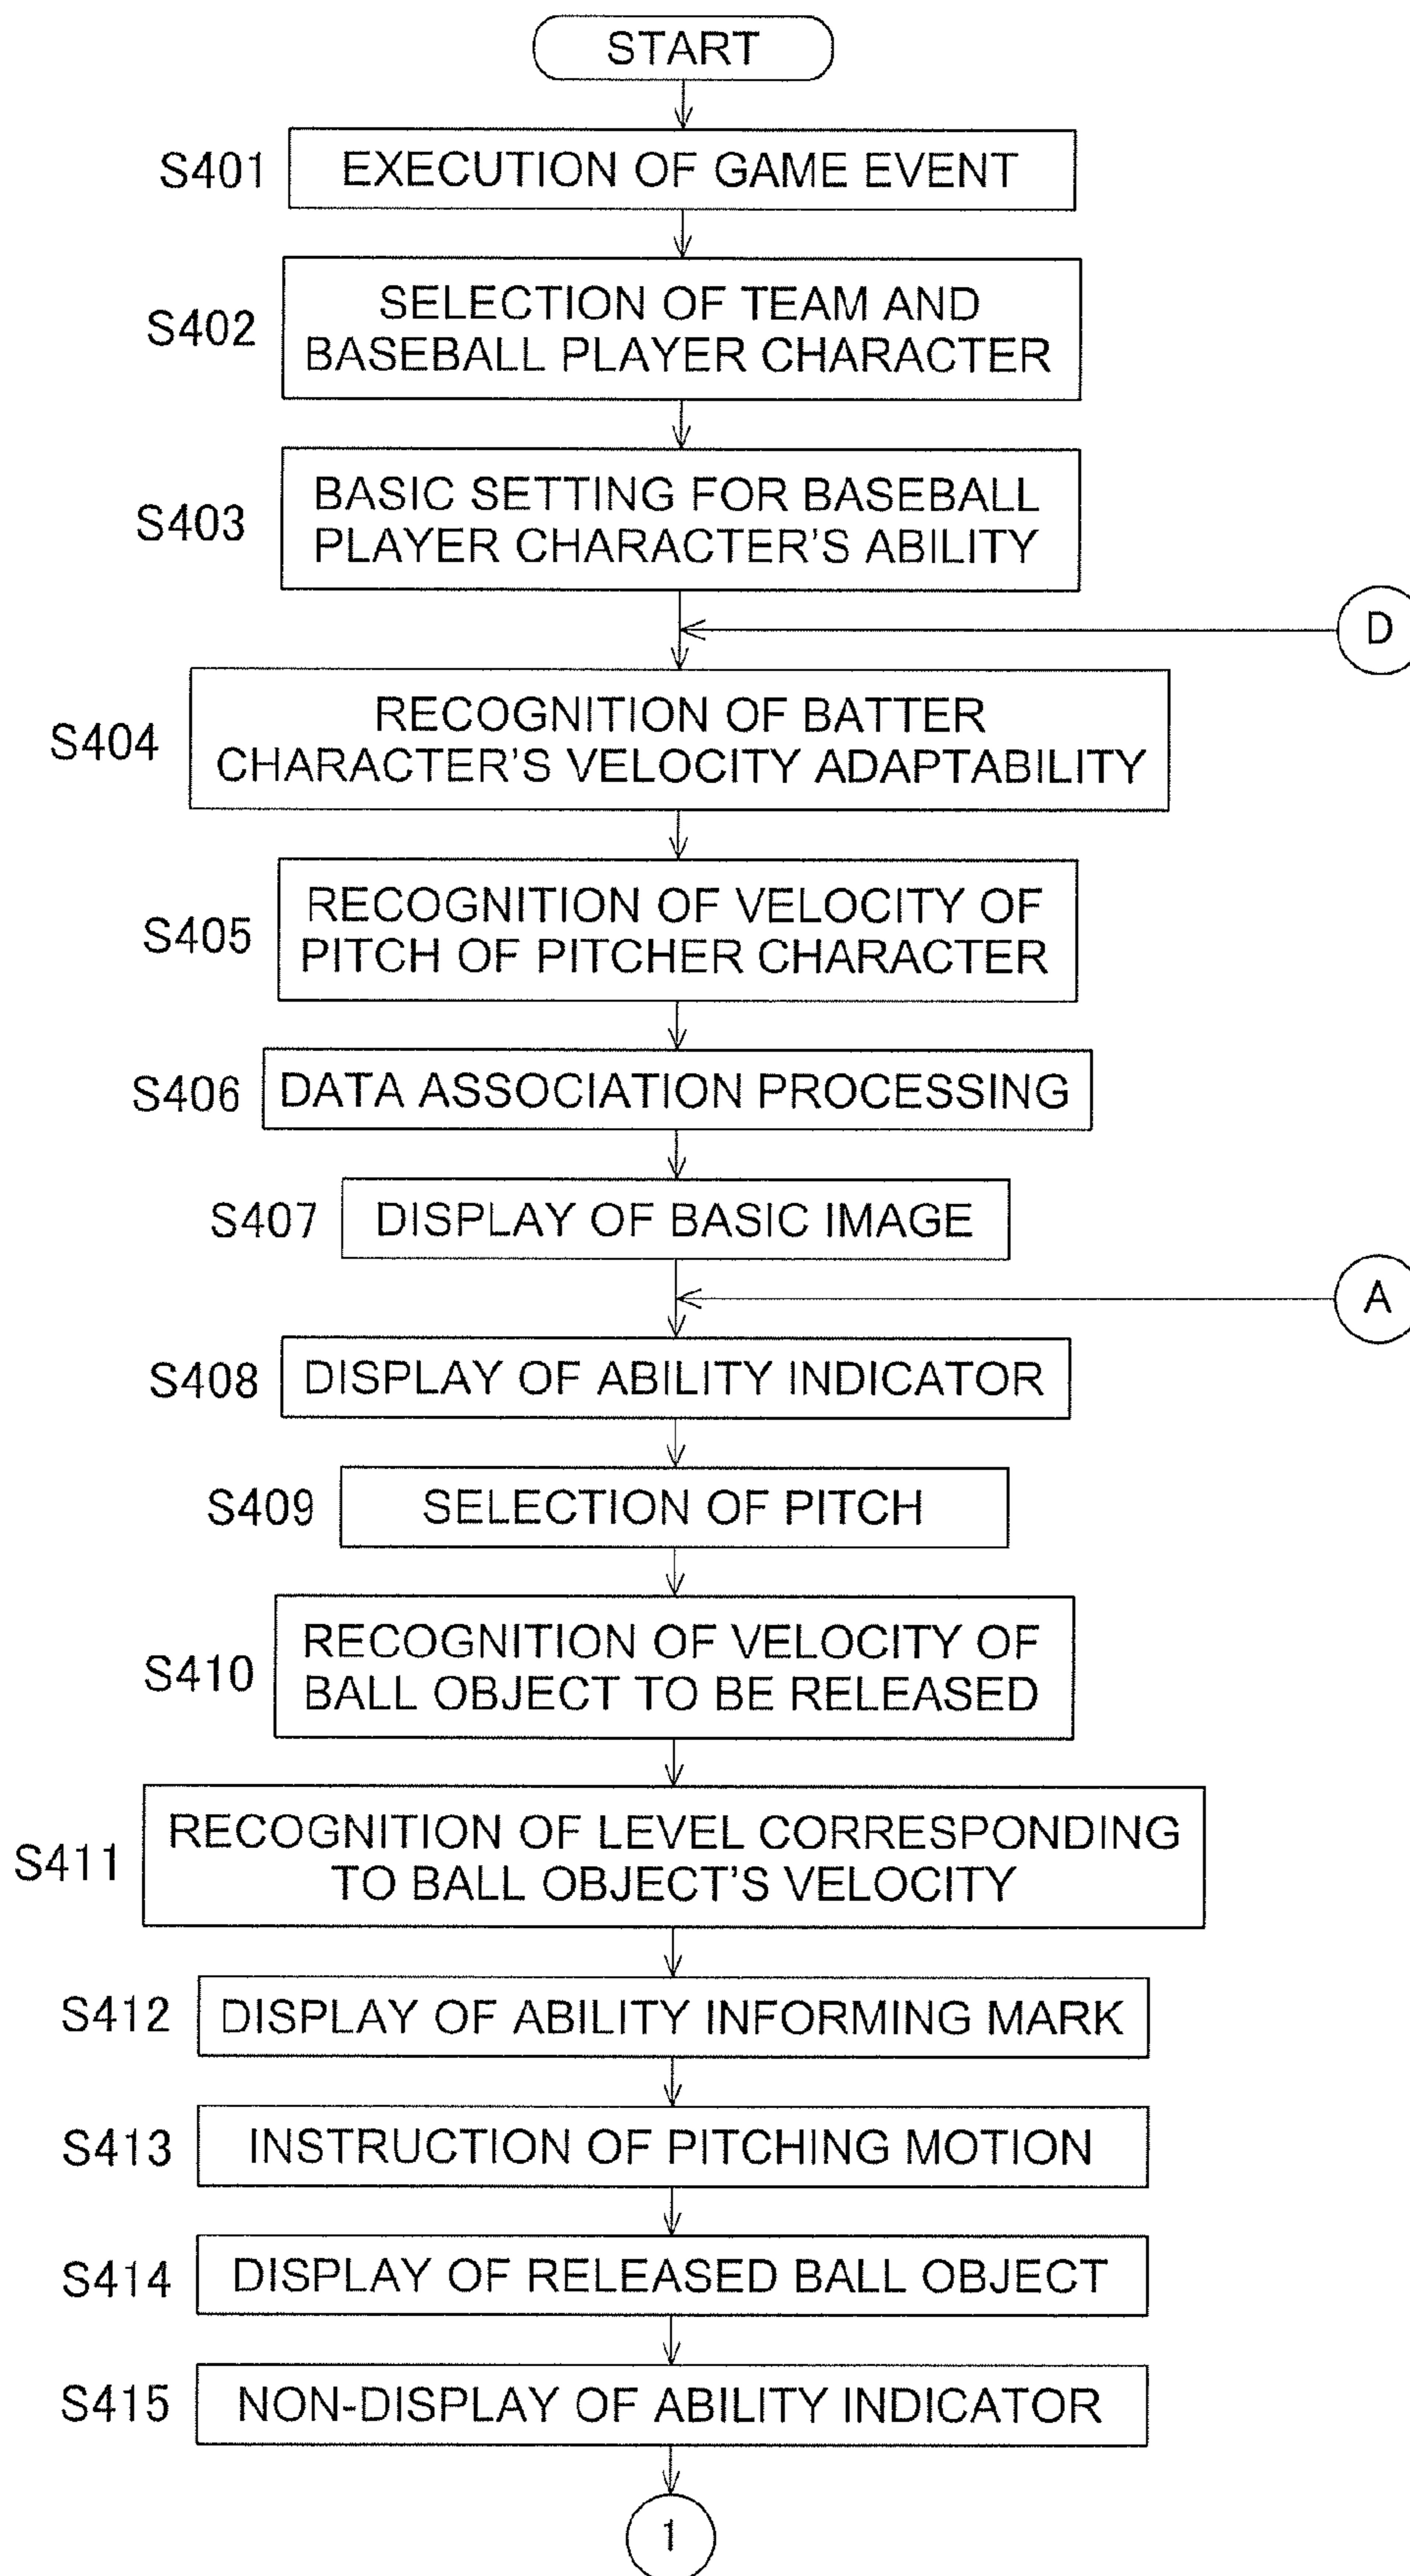 START
S401
EXECUTION OF GAME EVENT
S402
SELECTION OF TEAM AND
BASEBALL PLAYER CHARACTER
S403
BASIC SETTING FOR BASEBALL
PLAYER CHARACTER'S ABILITY
D
S404
RECOGNITION OF BATTER
CHARACTER'S VELOCITY ADAPTABILITY
S405
RECOGNITION OF VELOCITY OF
PITCH OF PITCHER CHARACTER
S406
DATA ASSOCIATION PROCESSING
S407
DISPLAY OF BASIC IMAGE
A
S408
DISPLAY OF ABILITY INDICATOR
S409
SELECTION OF PITCH
S410
RECOGNITION OF VELOCITY OF
BALL OBJECT TO BE RELEASED
S411
RECOGNITION OF LEVEL CORRESPONDING
TO BALL OBJECT'S VELOCITY
S412
DISPLAY OF ABILITY INFORMING MARK
S413
INSTRUCTION OF PITCHING MOTION
S414
DISPLAY OF RELEASED BALL OBJECT
S415
NON-DISPLAY OF ABILITY INDICATOR
1